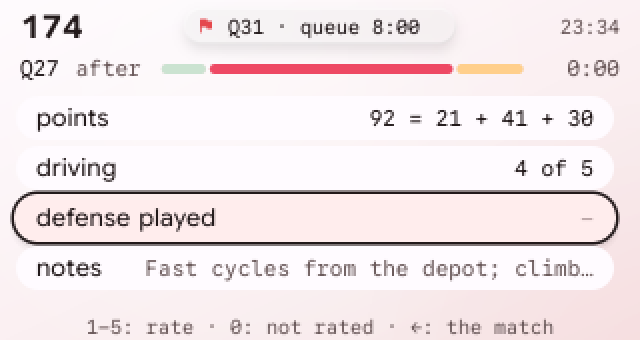 174 Q31 · queue 8:00 23:34
Q27 after 0:00
points 92 = 21 + 41 + 30
driving 4 of 5
defense played –
notes Fast cycles from the depot; climb…
1–5: rate · 0: not rated · ←: the match